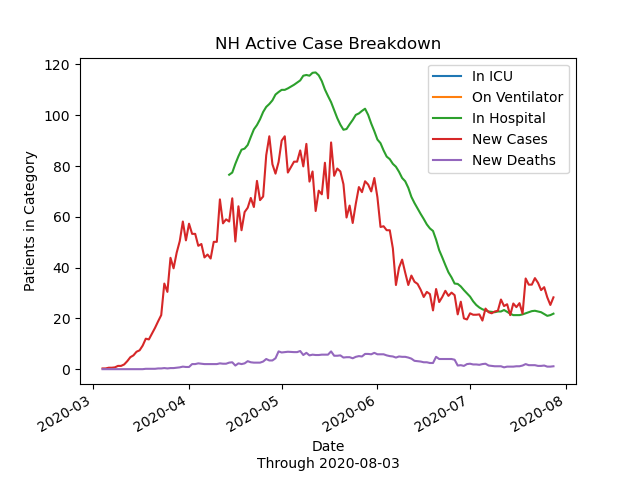 NH Active Case Breakdown
Patients in Category
120
100
80
60
40
20
0
In ICU
On Ventilator
In Hospital
New Cases
New Deaths
2020-03
2020-04
2020-05
2020-06
2020-07
2020-08
Date
Through 2020-08-03